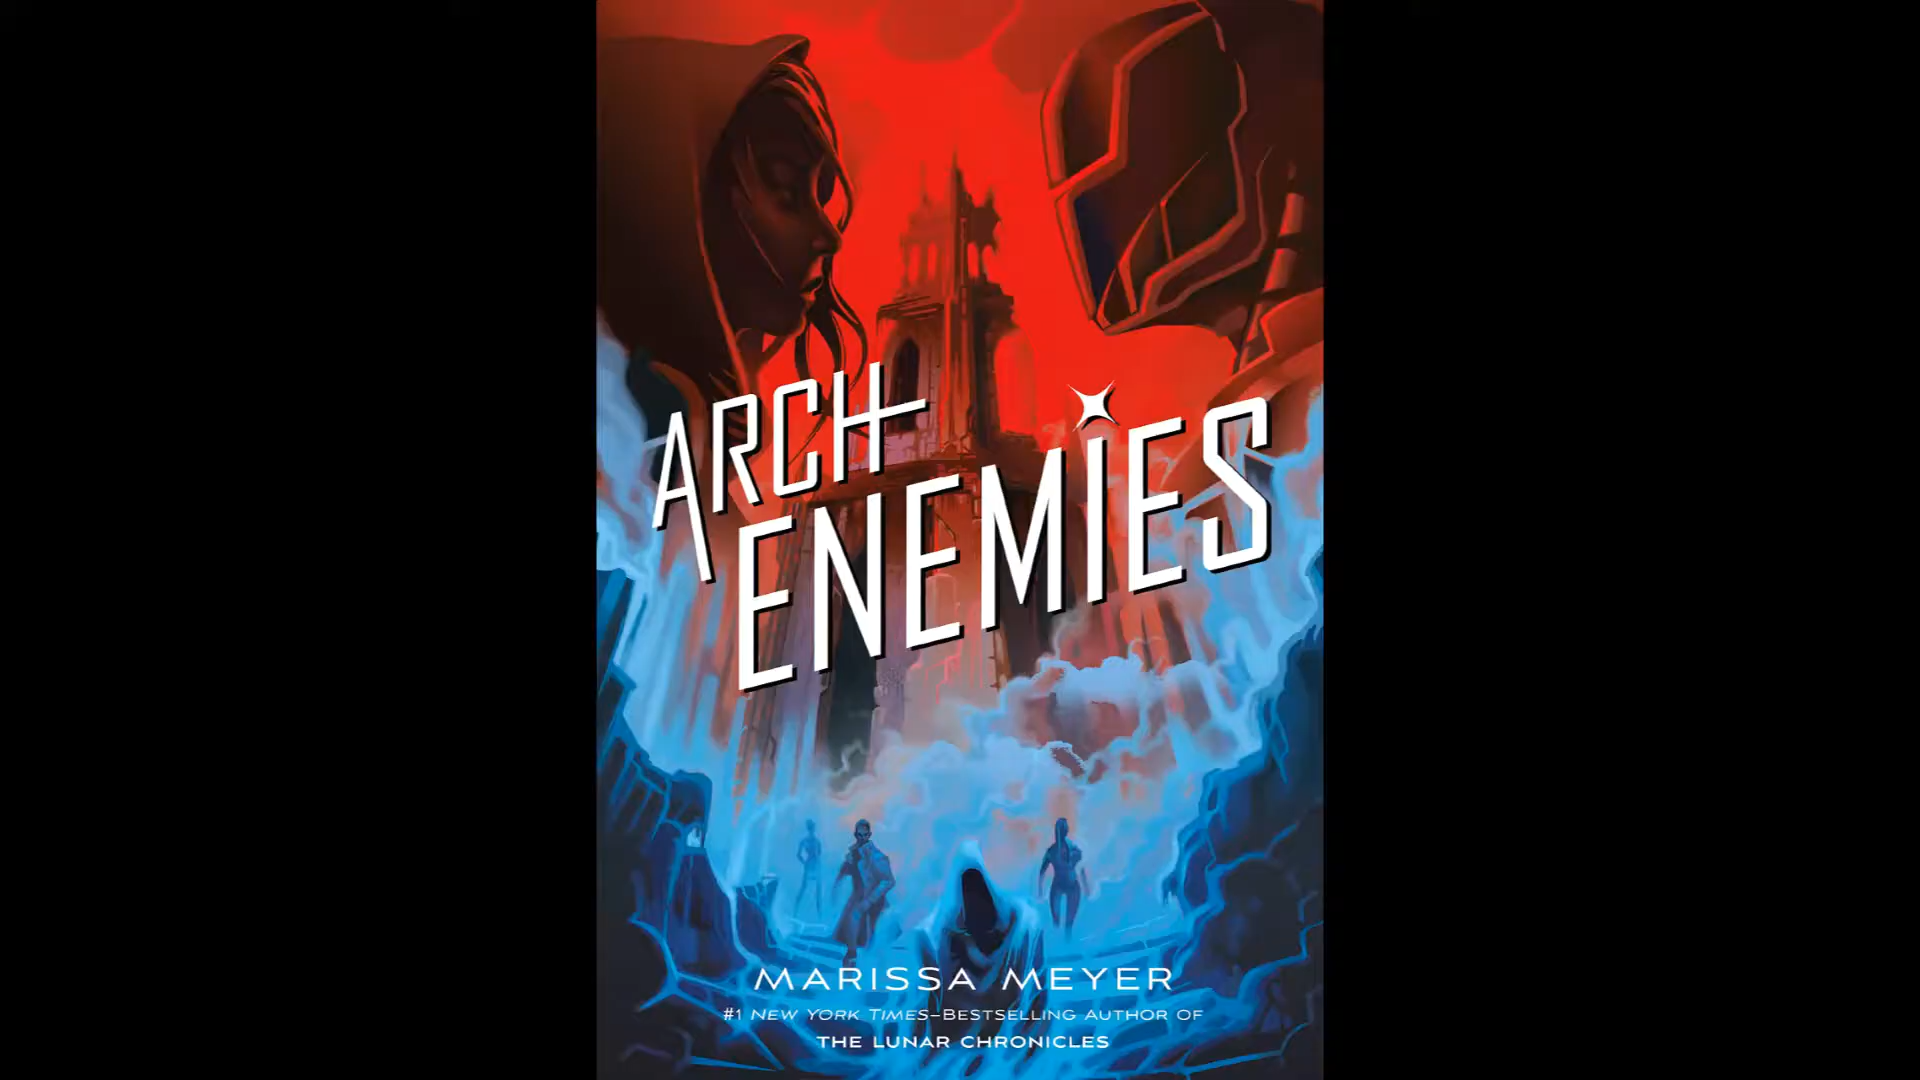 ARCH
ENEMIES
MARISSA MEYER
#1 NEW YORK TIMES–BESTSELLING AUTHOR OF
THE LUNAR CHRONICLES